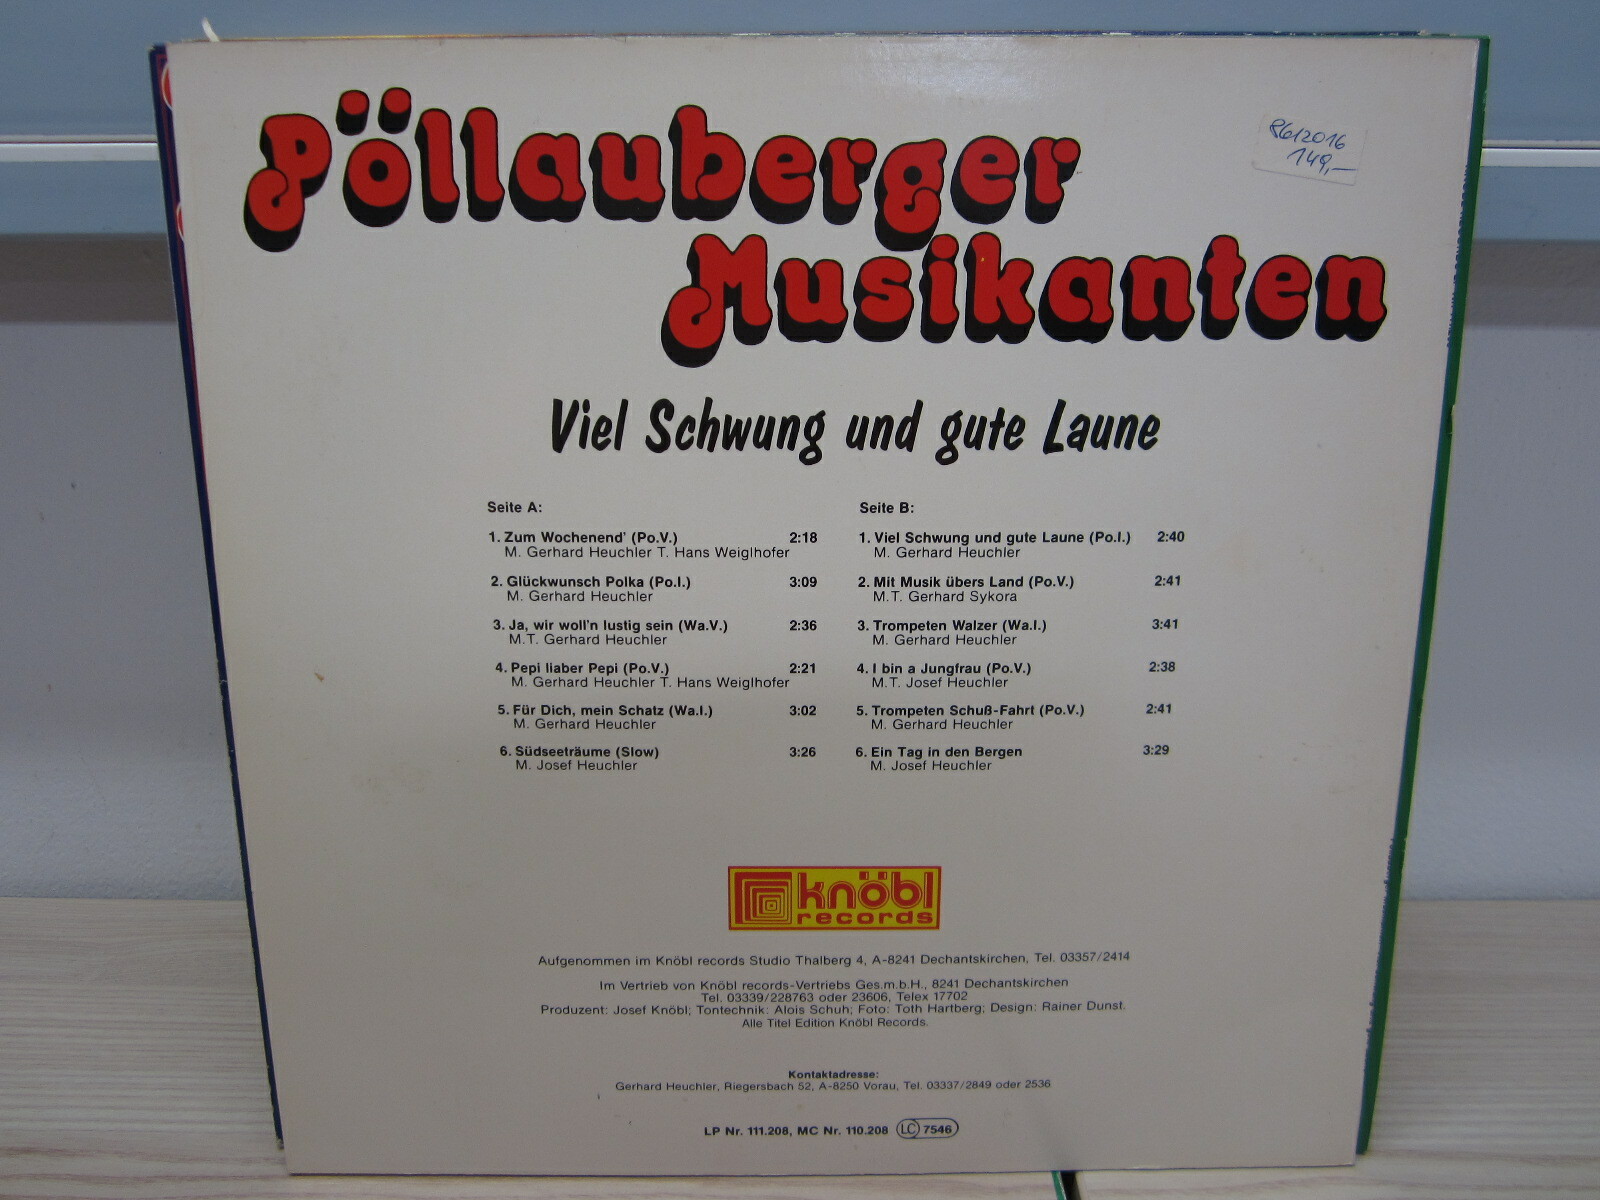 Pöllauberger
Musikanten
8612016
149,-
Viel Schwung und gute Laune
Seite A:
1. Zum Wochenend' (Po.V.) 2:18
M. Gerhard Heuchler T. Hans Weiglhofer
2. Glückwunsch Polka (Po.I.) 3:09
M. Gerhard Heuchler
3. Ja, wir woll'n lustig sein (Wa.V.) 2:36
M.T. Gerhard Heuchler
4. Pepi liaber Pepi (Po.V.) 2:21
M. Gerhard Heuchler T. Hans Weiglhofer
5. Für Dich, mein Schatz (Wa.I.) 3:02
M. Gerhard Heuchler
6. Südseeträume (Slow) 3:26
M. Josef Heuchler
Seite B:
1. Viel Schwung und gute Laune (Po.I.) 2:40
M. Gerhard Heuchler
2. Mit Musik übers Land (Po.V.) 2:41
M.T. Gerhard Sykora
3. Trompeten Walzer (Wa.I.) 3:41
M. Gerhard Heuchler
4. I bin a Jungfrau (Po.V.) 2:38
M.T. Josef Heuchler
5. Trompeten Schuß-Fahrt (Po.V.) 2:41
M. Gerhard Heuchler
6. Ein Tag in den Bergen 3:29
M. Josef Heuchler
knöbl
records
Aufgenommen im Knöbl records Studio Thalberg 4, A-8241 Dechantskirchen, Tel. 03357/2414
Im Vertrieb von Knöbl records-Vertriebs Ges.m.b.H., 8241 Dechantskirchen
Tel. 03339/228763 oder 23606, Telex 17702
Produzent: Josef Knöbl; Tontechnik: Alois Schuh; Foto: Toth Hartberg; Design: Rainer Dunst.
Alle Titel Edition Knöbl Records.
Kontaktadresse:
Gerhard Heuchler, Riegersbach 52, A-8250 Vorau, Tel. 03337/2849 oder 2536
LP Nr. 111.208, MC Nr. 110.208 LC 7546